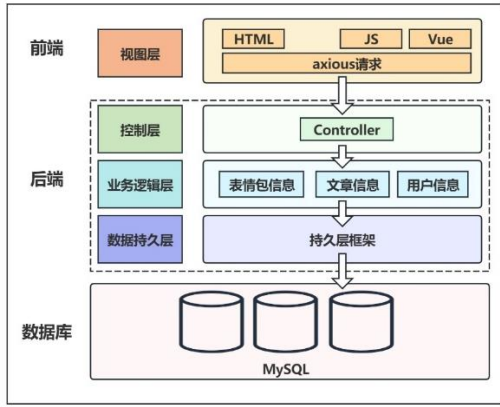 前端
视图层
HTML
JS
Vue
axious请求
后端
控制层
Controller
业务逻辑层
表情包信息
文章信息
用户信息
数据持久层
持久层框架
数据库
MySQL